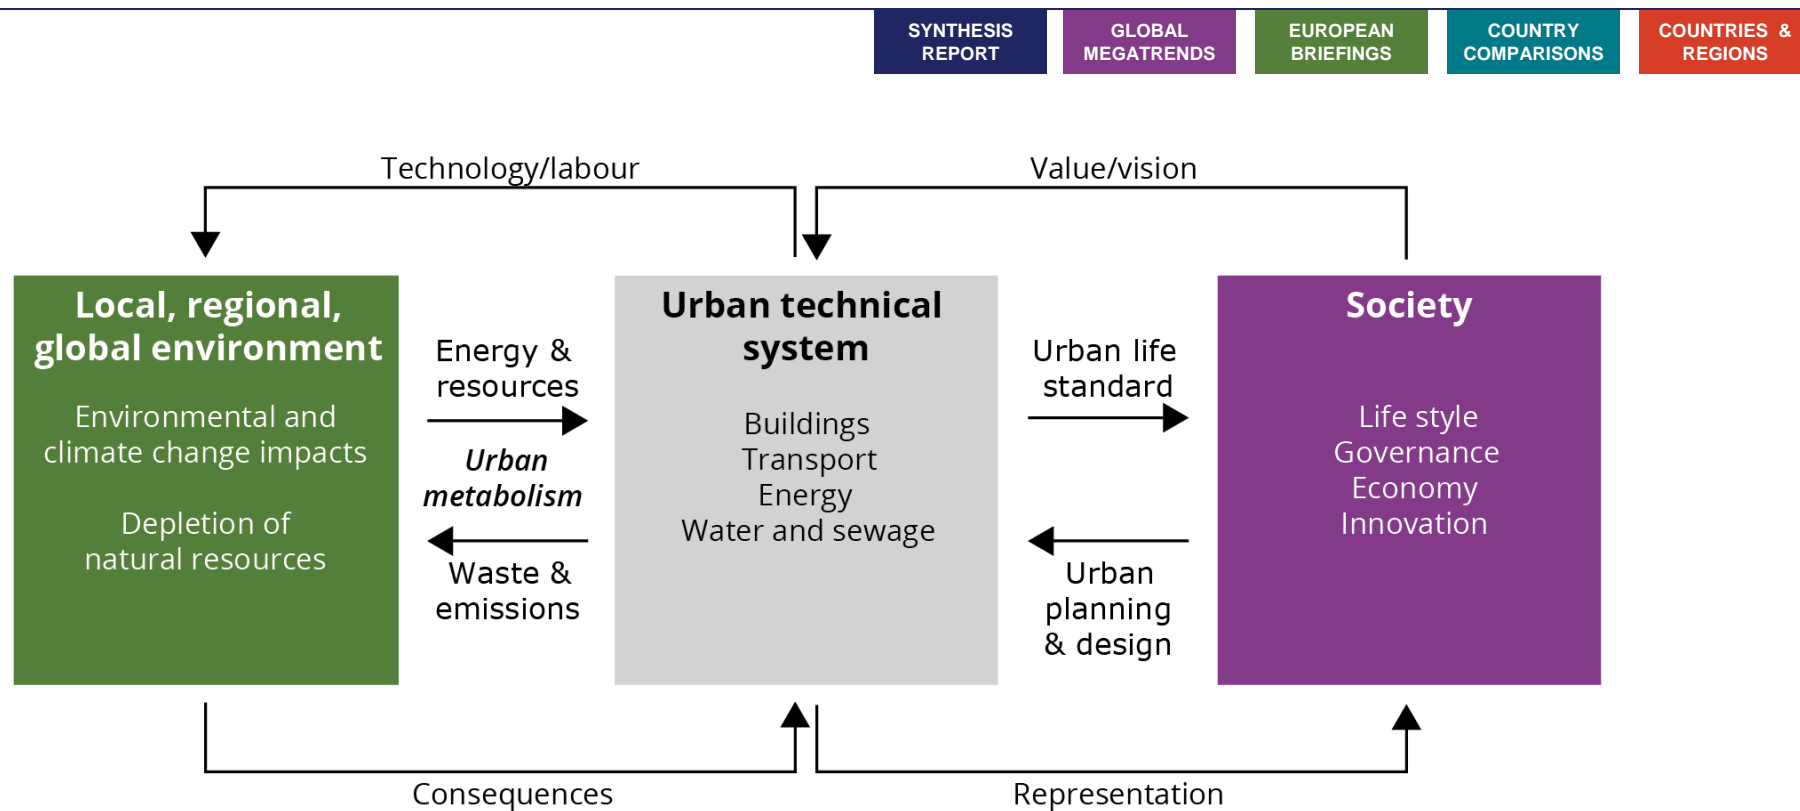 SYNTHESIS
REPORT
GLOBAL
MEGATRENDS
EUROPEAN
BRIEFINGS
COUNTRY
COMPARISONS
COUNTRIES &
REGIONS
Technology/labour
Value/vision
Local, regional,
global environment
Environmental and
climate change impacts
Depletion of
natural resources
Energy &
resources
Urban
metabolism
Waste &
emissions
Urban technical
system
Buildings
Transport
Energy
Water and sewage
Urban life
standard
Urban
planning
& design
Society
Life style
Governance
Economy
Innovation
Consequences
Representation